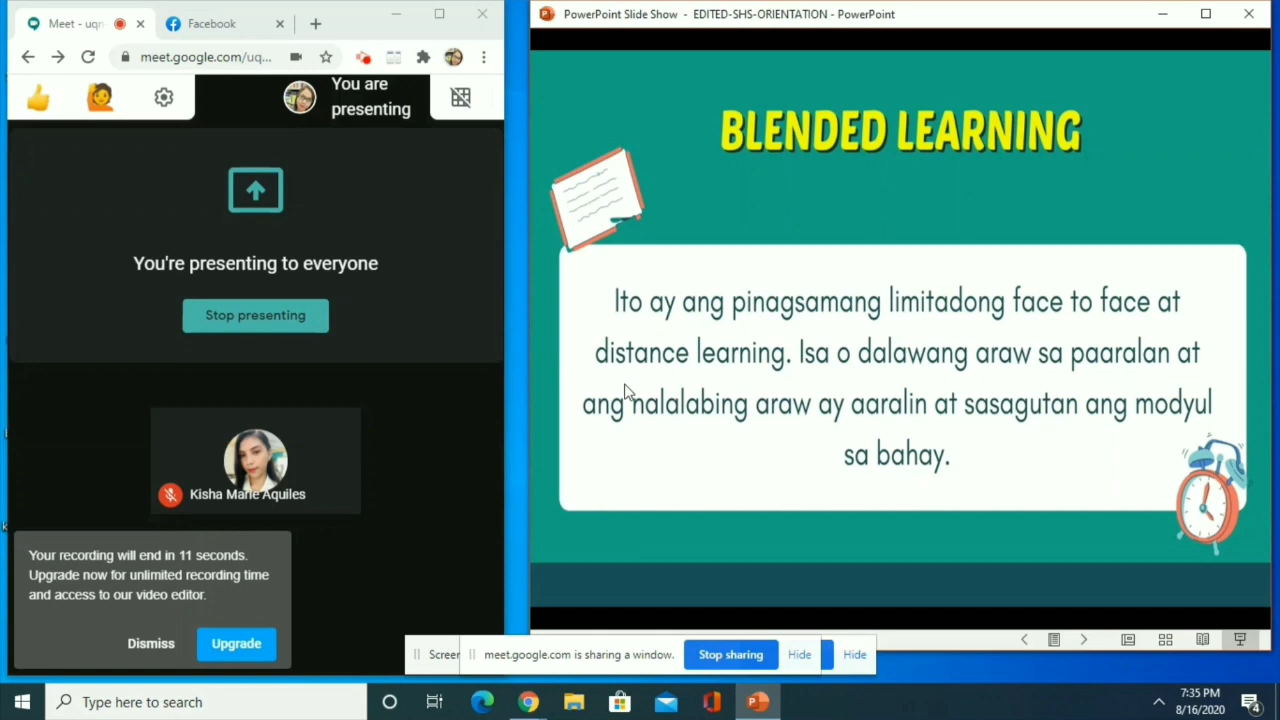 Meet - uqn
Facebook
meet.google.com/uq...
You are
presenting
You're presenting to everyone
Stop presenting
Kisha Marie Aquiles
Your recording will end in 11 seconds.
Upgrade now for unlimited recording time
and access to our video editor.
Dismiss
Upgrade
PowerPoint Slide Show - EDITED-SHS-ORIENTATION - PowerPoint
BLENDED LEARNING
Ito ay ang pinagsamang limitadong face to face at
distance learning. Isa o dalawang araw sa paaralan at
ang nalalabing araw ay aaralin at sasagutan ang modyul
sa bahay.
Screer
meet.google.com is sharing a window.
Stop sharing
Hide
Hide
Type here to search
7:35 PM
8/16/2020
4